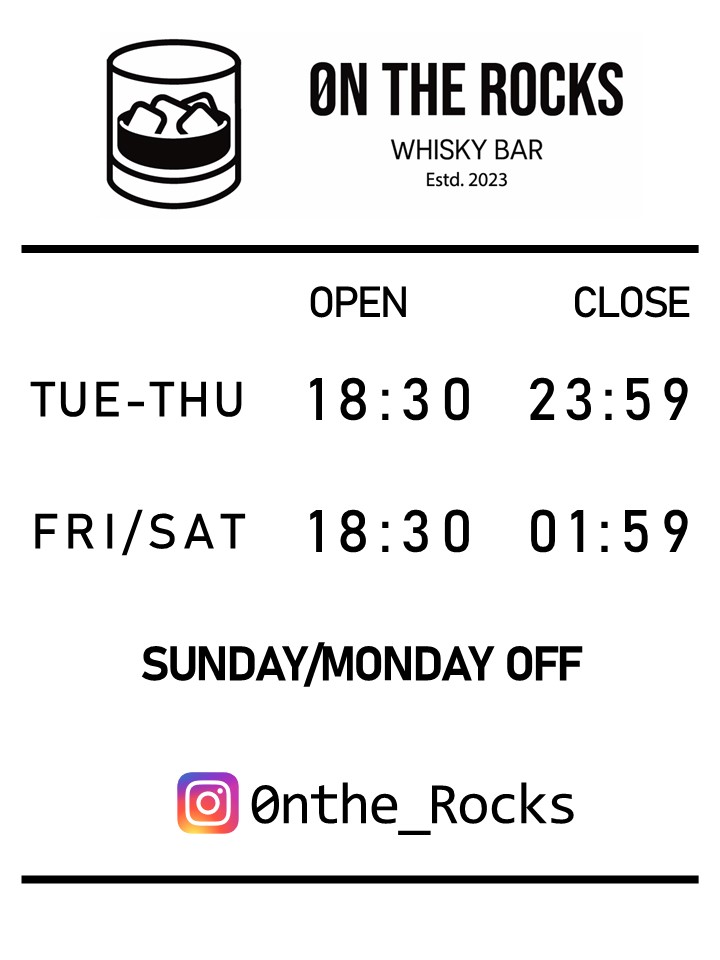 0N THE ROCKS
WHISKY BAR
Estd. 2023
OPEN CLOSE
TUE-THU 18:30 23:59
FRI/SAT 18:30 01:59
SUNDAY/MONDAY OFF
0nthe_Rocks